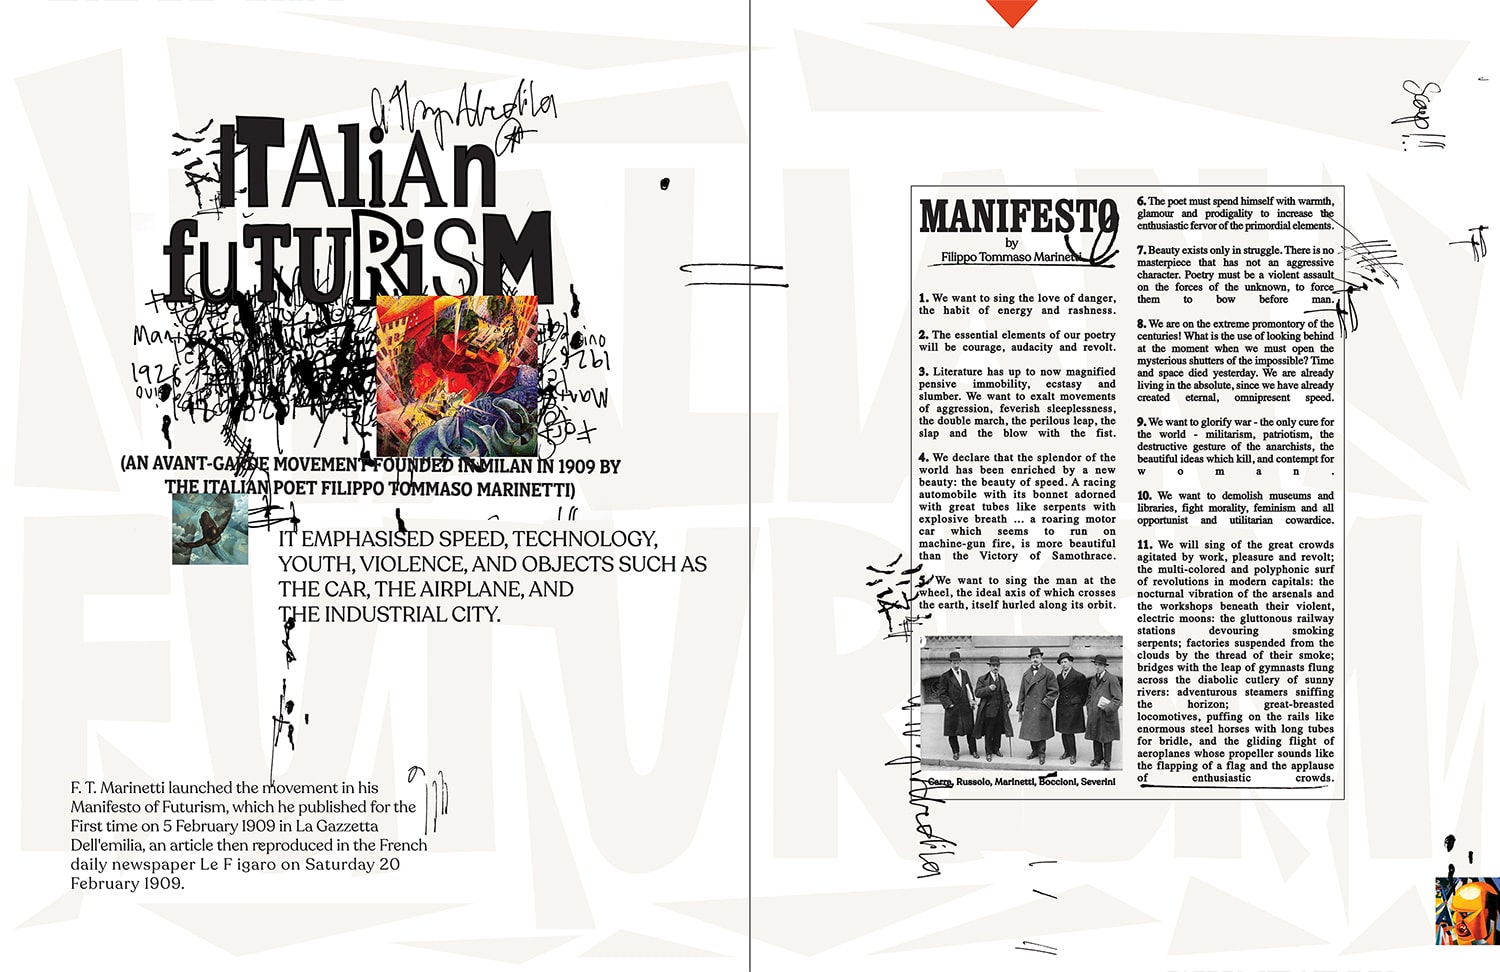 ITAliAn
fuTURiSM
Manif
1926
1921
(AN AVANT-GARDE MOVEMENT FOUNDED IN MILAN IN 1909 BY
THE ITALIAN POET FILIPPO TOMMASO MARINETTI)
IT EMPHASISED SPEED, TECHNOLOGY,
YOUTH, VIOLENCE, AND OBJECTS SUCH AS
THE CAR, THE AIRPLANE, AND
THE INDUSTRIAL CITY.
F. T. Marinetti launched the movement in his
Manifesto of Futurism, which he published for the
First time on 5 February 1909 in La Gazzetta
Dell'emilia, an article then reproduced in the French
daily newspaper Le F igaro on Saturday 20
February 1909.
MANIFESTO
by
Filippo Tommaso Marinetti
1. We want to sing the love of danger,
the habit of energy and rashness.
2. The essential elements of our poetry
will be courage, audacity and revolt.
3. Literature has up to now magnified
pensive immobility, ecstasy and
slumber. We want to exalt movements
of aggression, feverish sleeplessness,
the double march, the perilous leap, the
slap and the blow with the fist.
4. We declare that the splendor of the
world has been enriched by a new
beauty: the beauty of speed. A racing
automobile with its bonnet adorned
with great tubes like serpents with
explosive breath ... a roaring motor
car which seems to run on
machine-gun fire, is more beautiful
than the Victory of Samothrace.
5. We want to sing the man at the
wheel, the ideal axis of which crosses
the earth, itself hurled along its orbit.
Carra, Russolo, Marinetti, Boccioni, Severini
6. The poet must spend himself with warmth,
glamour and prodigality to increase the
enthusiastic fervor of the primordial elements.
7. Beauty exists only in struggle. There is no
masterpiece that has not an aggressive
character. Poetry must be a violent assault
on the forces of the unknown, to force
them to bow before man.
8. We are on the extreme promontory of the
centuries! What is the use of looking behind
at the moment when we must open the
mysterious shutters of the impossible? Time
and space died yesterday. We are already
living in the absolute, since we have already
created eternal, omnipresent speed.
9. We want to glorify war - the only cure for
the world - militarism, patriotism, the
destructive gesture of the anarchists, the
beautiful ideas which kill, and contempt for
woman.
10. We want to demolish museums and
libraries, fight morality, feminism and all
opportunist and utilitarian cowardice.
11. We will sing of the great crowds
agitated by work, pleasure and revolt;
the multi-colored and polyphonic surf
of revolutions in modern capitals: the
nocturnal vibration of the arsenals and
the workshops beneath their violent,
electric moons: the gluttonous railway
stations devouring smoking
serpents; factories suspended from the
clouds by the thread of their smoke;
bridges with the leap of gymnasts flung
across the diabolic cutlery of sunny
rivers: adventurous steamers sniffing
the horizon; great-breasted
locomotives, puffing on the rails like
enormous steel horses with long tubes
for bridle, and the gliding flight of
aeroplanes whose propeller sounds like
the flapping of a flag and the applause
of enthusiastic crowds.